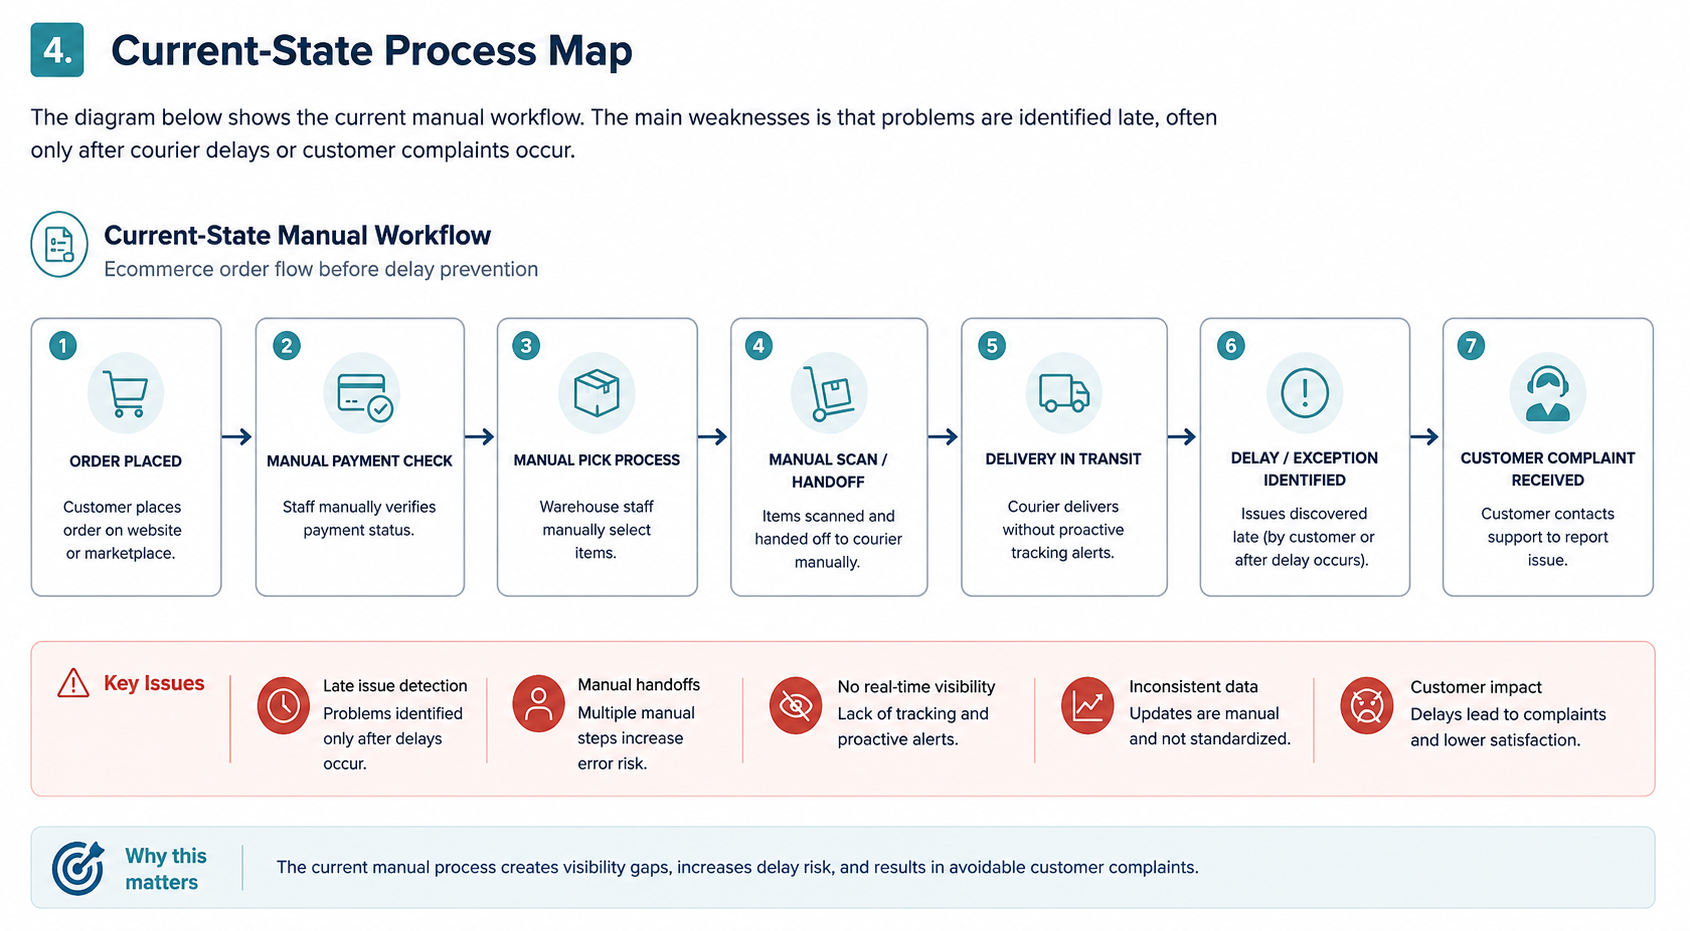 4. Current-State Process Map
The diagram below shows the current manual workflow. The main weaknesses is that problems are identified late, often
only after courier delays or customer complaints occur.
Current-State Manual Workflow
Ecommerce order flow before delay prevention
1
ORDER PLACED
Customer places
order on website
or marketplace.
2
MANUAL PAYMENT CHECK
Staff manually verifies
payment status.
3
MANUAL PICK PROCESS
Warehouse staff
manually select
items.
4
MANUAL SCAN /
HANDOFF
Items scanned and
handed off to courier
manually.
5
DELIVERY IN TRANSIT
Courier delivers
without proactive
tracking alerts.
6
DELAY / EXCEPTION
IDENTIFIED
Issues discovered
late (by customer or
after delay occurs).
7
CUSTOMER COMPLAINT
RECEIVED
Customer contacts
support to report
issue.
Key Issues
Late issue detection
Problems identified
only after delays
occur.
Manual handoffs
Multiple manual
steps increase
error risk.
No real-time visibility
Lack of tracking and
proactive alerts.
Inconsistent data
Updates are manual
and not standardized.
Customer impact
Delays lead to complaints
and lower satisfaction.
Why this
matters
The current manual process creates visibility gaps, increases delay risk, and results in avoidable customer complaints.